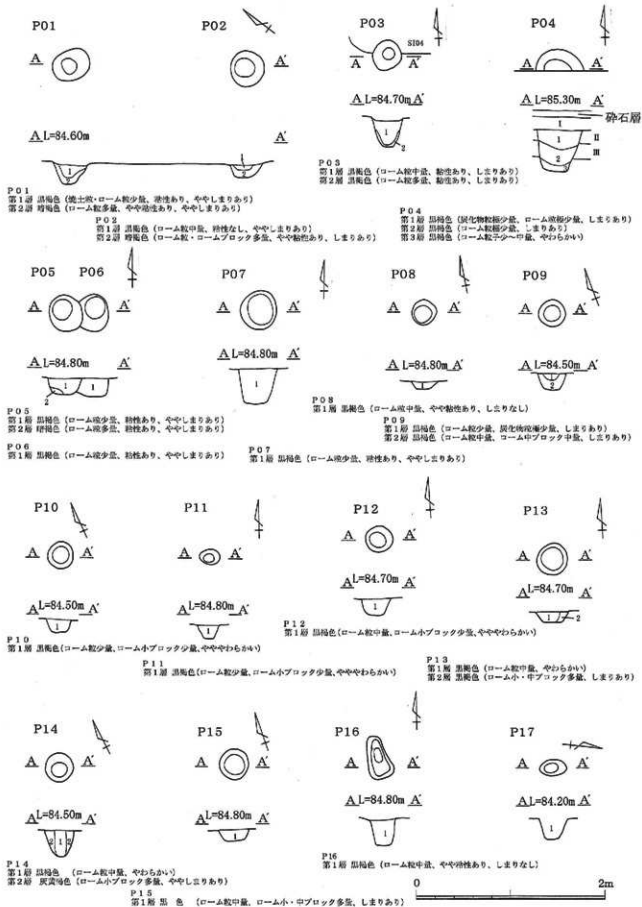 P01
P02
P03
P04
SI04
A A' A A' A A'
A L=84.60m A'
A L=84.70m A'
A L=85.30m A'
砕石層
I
II
III
1
2
P01
第1層 黒褐色 (焼土粒・ローム粒少量、粘性あり、ややしまりあり)
第2層 暗褐色 (ローム粒多量、やや粘性あり、ややしまりあり)
P02
第1層 黒褐色 (ローム粒中量、粘性なし、ややしまりあり)
第2層 暗褐色 (ローム粒・ロームブロック多量、やや粘性あり、しまりあり)
P03
第1層 黒褐色 (ローム粒中量、粘性あり、しまりあり)
第2層 黒褐色 (ローム粒多量、粘性あり、しまりあり)
P04
第1層 黒褐色 (炭化物粒極少量、ローム粒極少量、しまりあり)
第2層 黒褐色 (ローム粒極少量、しまりあり)
第3層 黒褐色 (ローム粒子少～中量、やわらかい)
P05 P06
P07
P08
P09
A A' A A' A A' A A'
A L=84.80m A'
A L=84.80m A'
A L=84.80m A'
A L=84.50m A'
P05
第1層 黒褐色 (ローム粒少量、粘性あり、ややしまりあり)
第2層 暗褐色 (ローム粒多量、粘性あり、ややしまりあり)
P06
第1層 黒褐色 (ローム粒少量、粘性あり、ややしまりあり)
P07
第1層 黒褐色 (ローム粒少量、粘性あり、ややしまりあり)
P08
第1層 黒褐色 (ローム粒中量、やや粘性あり、しまりなし)
P09
第1層 黒褐色 (ローム粒少量、炭化物粒極少量、しまりあり)
第2層 黒褐色 (ローム粒中量、ローム中ブロック中量、しまりあり)
P10
P11
P12
P13
A A' A A' A A' A A'
A L=84.50m A'
A L=84.80m A'
A L=84.70m A'
A L=84.70m A'
P10
第1層 黒褐色 (ローム粒少量、ローム小ブロック少量、やややわらかい)
P11
第1層 黒褐色 (ローム粒少量、ローム小ブロック少量、やややわらかい)
P12
第1層 黒褐色 (ローム粒中量、ローム小ブロック少量、やややわらかい)
P13
第1層 黒褐色 (ローム粒中量、やわらかい)
第2層 黒褐色 (ローム小・中ブロック多量、しまりあり)
P14
P15
P16
P17
A A' A A' A A' A A'
A L=84.50m A'
A L=84.80m A'
A L=84.80m A'
A L=84.20m A'
2 1 2
P14
第1層 黒褐色 (ローム粒中量、やわらかい)
第2層 灰黄褐色 (ローム小ブロック多量、ややしまりあり)
P15
第1層 黒色 (ローム粒中量、ローム小・中ブロック多量、しまりあり)
P16
第1層 黒褐色 (ローム粒中量、やや粘性あり、しまりなし)
0 2m